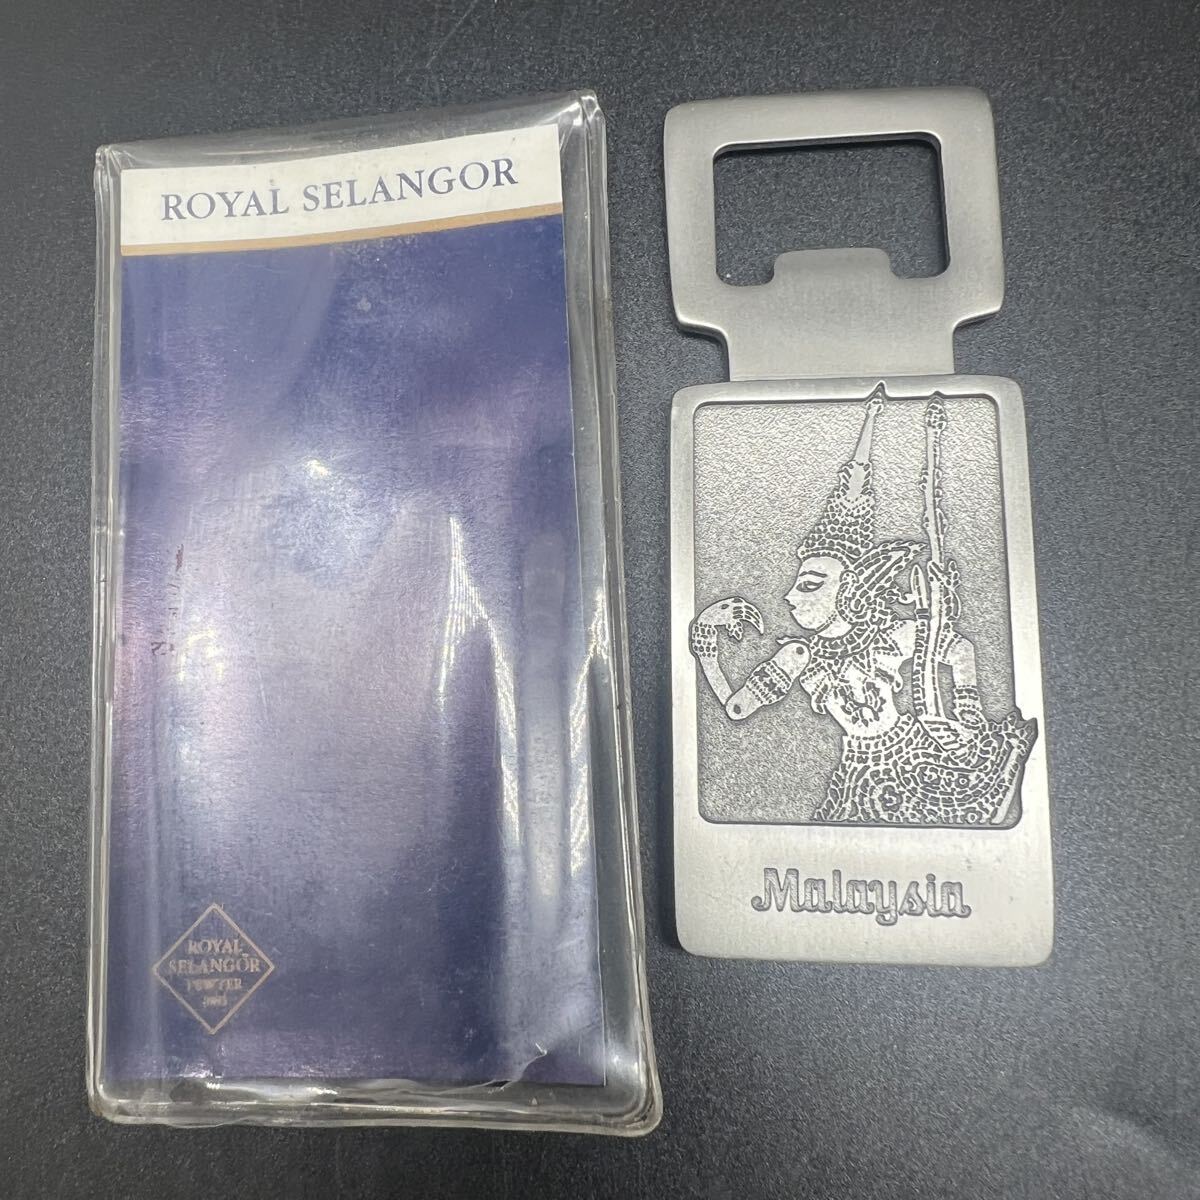 ROYAL SELANGOR
ROYAL
SELANGOR
PEWTER
Malaysia